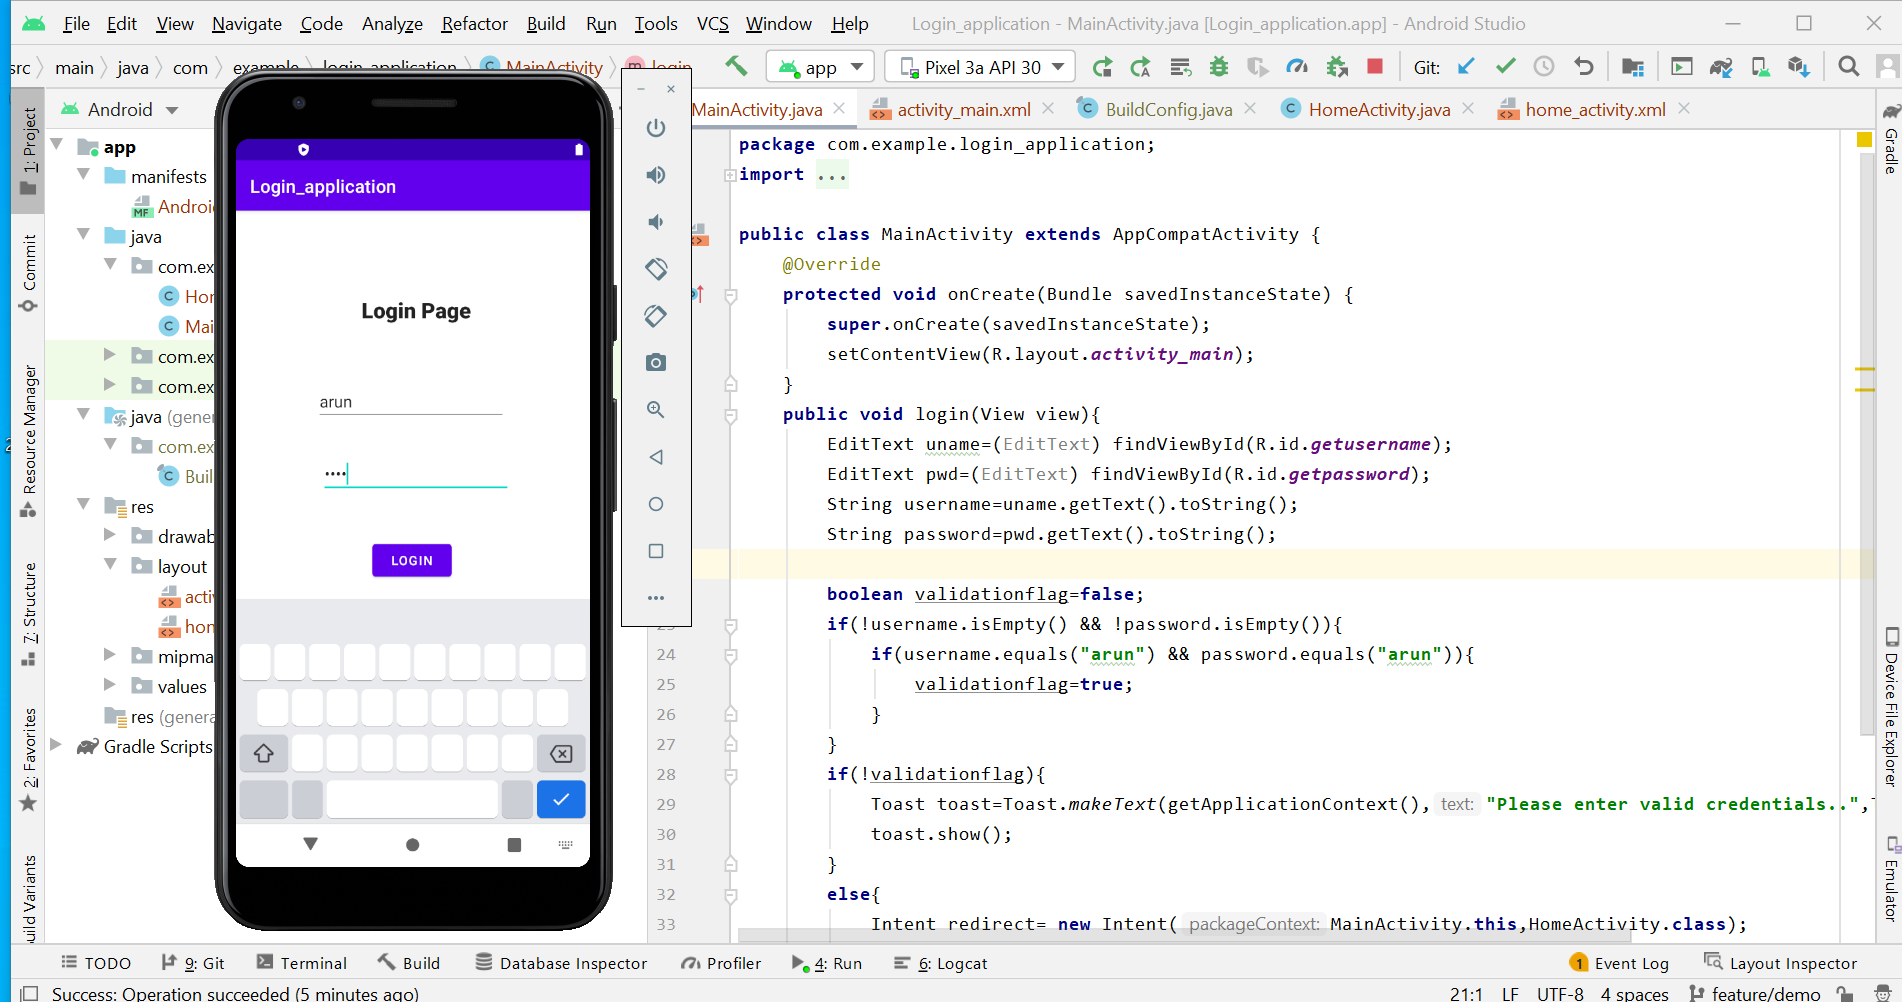 File Edit View Navigate Code Analyze Refactor Build Run Tools VCS Window Help Login_application - MainActivity.java [Login_application.app] - Android Studio
src main java com example login_application MainActivity login app Pixel 3a API 30 Git:
Android
MainActivity.java activity_main.xml BuildConfig.java HomeActivity.java home_activity.xml
1: Project
Commit
Resource Manager
7: Structure
2: Favorites
Build Variants
app
manifests
MF Androi
java
com.ex
C Hor
C Mai
com.ex
com.ex
java (gene
com.ex
C Buil
res
drawab
layout
acti
hon
mipma
values
res (genera
Gradle Scripts
Login_application
Login Page
arun
••••
LOGIN
package com.example.login_application;
import ...
public class MainActivity extends AppCompatActivity {
@Override
protected void onCreate(Bundle savedInstanceState) {
super.onCreate(savedInstanceState);
setContentView(R.layout.activity_main);
}
public void login(View view){
EditText uname=(EditText) findViewById(R.id.getusername);
EditText pwd=(EditText) findViewById(R.id.getpassword);
String username=uname.getText().toString();
String password=pwd.getText().toString();
boolean validationflag=false;
if(!username.isEmpty() && !password.isEmpty()){
24 if(username.equals("arun") && password.equals("arun")){
25 validationflag=true;
26 }
27 }
28 if(!validationflag){
29 Toast toast=Toast.makeText(getApplicationContext(), text: "Please enter valid credentials..",
30 toast.show();
31 }
32 else{
33 Intent redirect= new Intent( packageContext: MainActivity.this,HomeActivity.class);
Gradle
Device File Explorer
Emulator
TODO 9: Git Terminal Build Database Inspector Profiler 4: Run 6: Logcat 1 Event Log Layout Inspector
Success: Operation succeeded (5 minutes ago) 21:1 LF UTF-8 4 spaces feature/demo